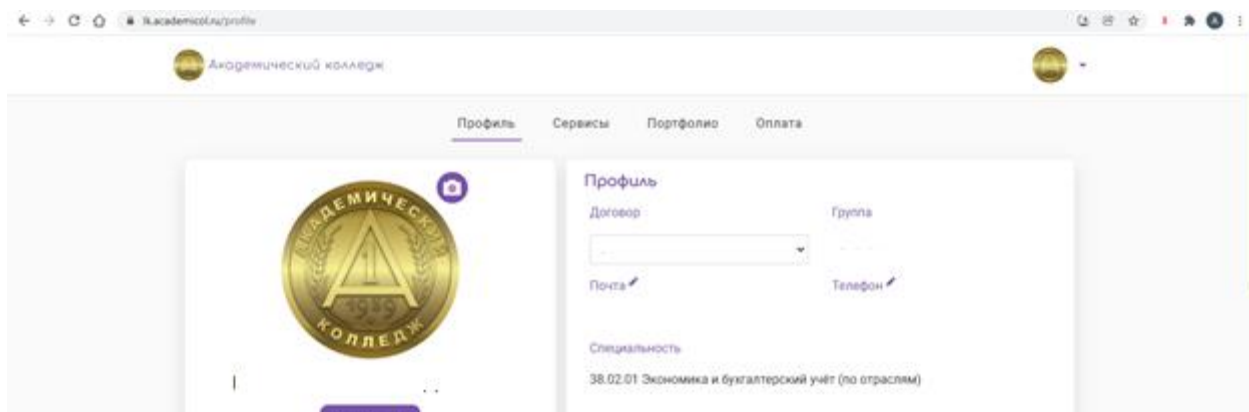 lk.academicol.ru/profile
Академический колледж
Профиль Сервисы Портфолио Оплата
АКАДЕМИЧЕСКИЙ
1
1989
КОЛЛЕДЖ
Профиль
Договор Группа
Почта Телефон
Специальность
38.02.01 Экономика и бухгалтерский учёт (по отраслям)